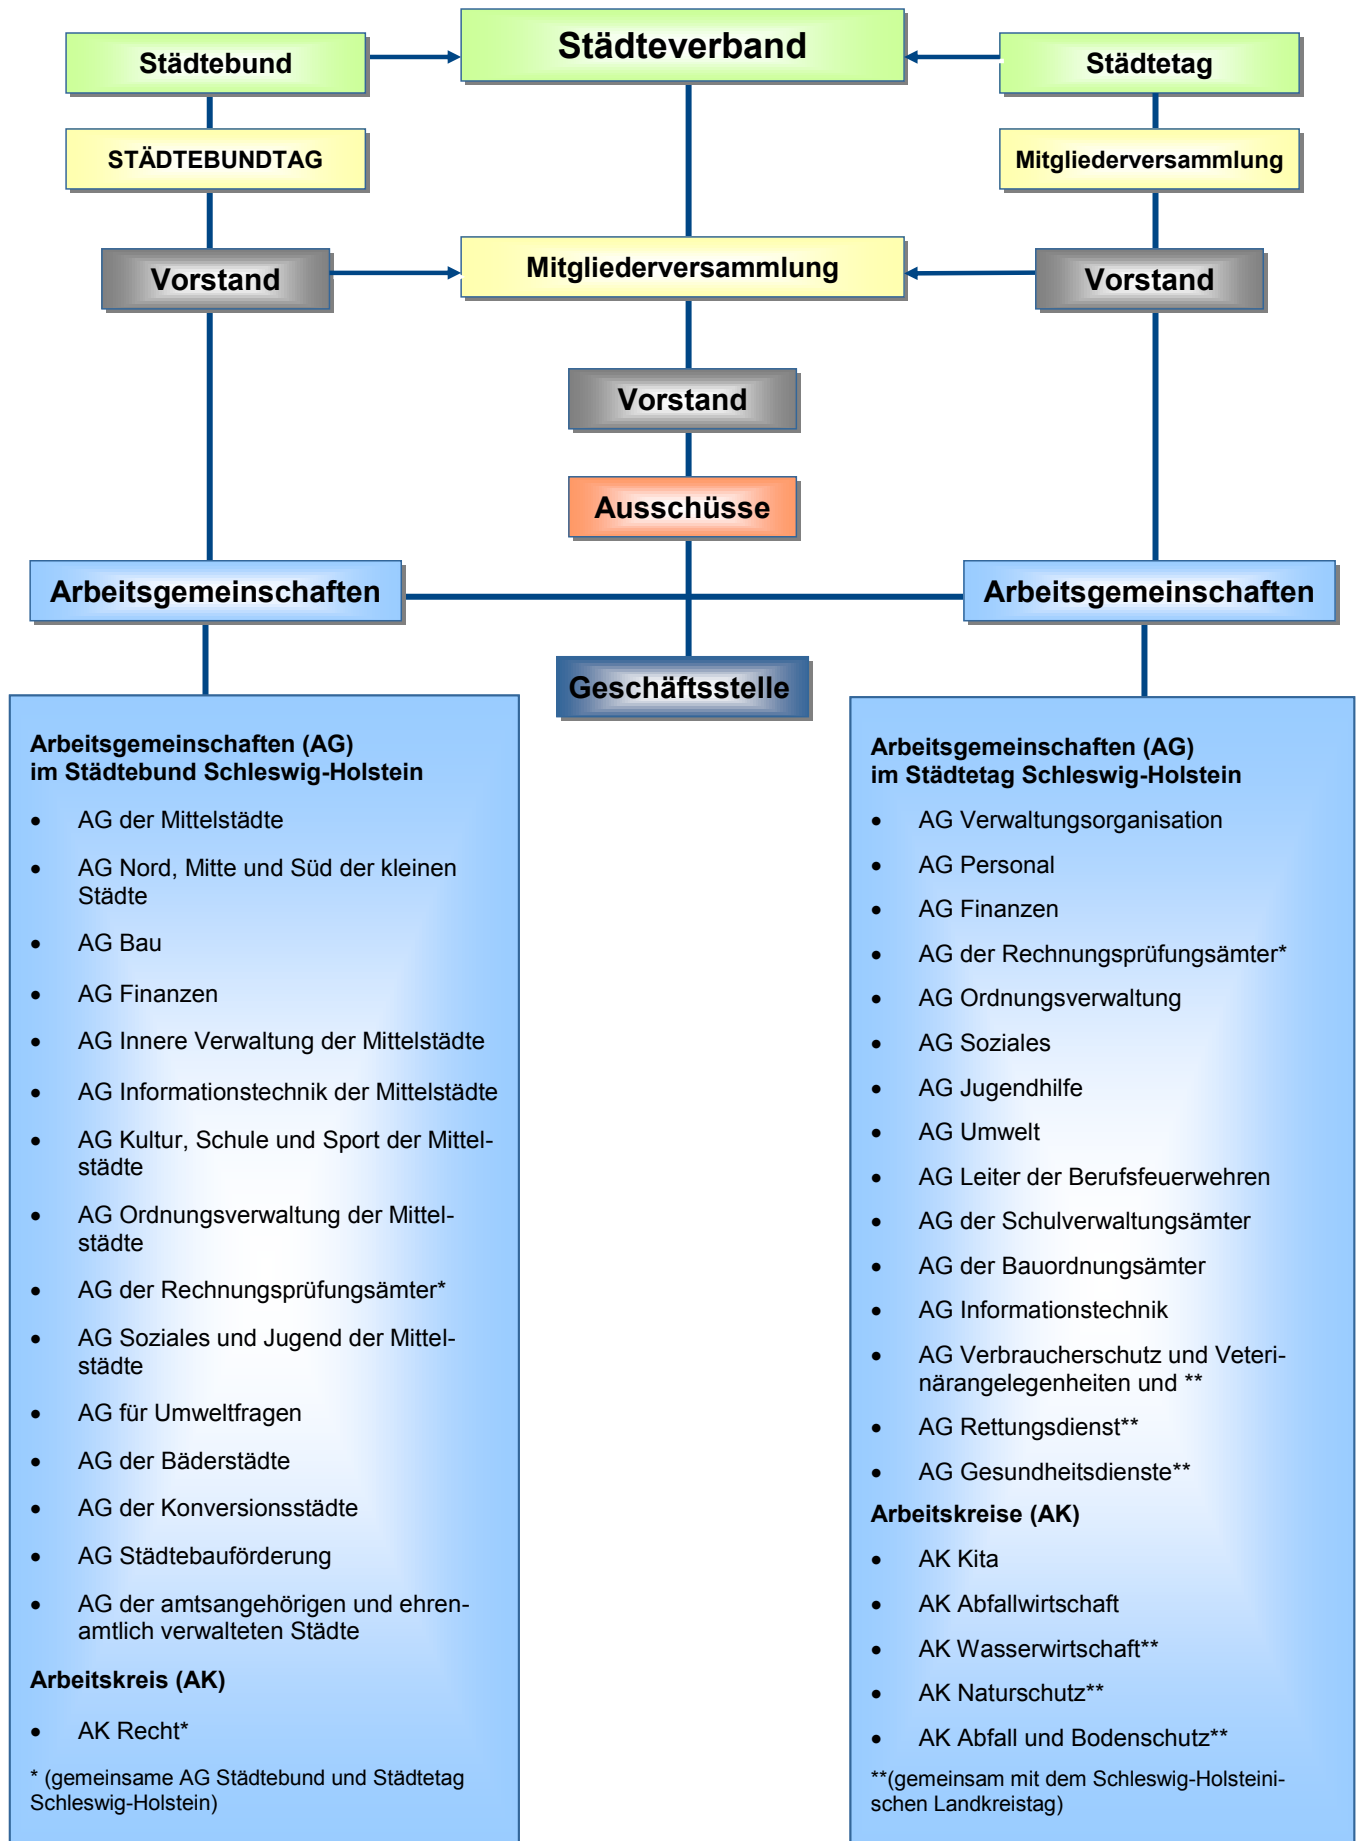 Städteverband
Städtebund
Städtetag
STÄDTEBUNDTAG
Mitgliederversammlung
Vorstand
Mitgliederversammlung
Vorstand
Vorstand
Ausschüsse
Arbeitsgemeinschaften
Arbeitsgemeinschaften
Geschäftsstelle
Arbeitsgemeinschaften (AG)
im Städtebund Schleswig-Holstein
• AG der Mittelstädte
• AG Nord, Mitte und Süd der kleinen
Städte
• AG Bau
• AG Finanzen
• AG Innere Verwaltung der Mittelstädte
• AG Informationstechnik der Mittelstädte
• AG Kultur, Schule und Sport der Mittel-
städte
• AG Ordnungsverwaltung der Mittel-
städte
• AG der Rechnungsprüfungsämter*
• AG Soziales und Jugend der Mittel-
städte
• AG für Umweltfragen
• AG der Bäderstädte
• AG der Konversionsstädte
• AG Städtebauförderung
• AG der amtsangehörigen und ehren-
amtlich verwalteten Städte
Arbeitskreis (AK)
• AK Recht*
* (gemeinsame AG Städtebund und Städtetag
Schleswig-Holstein)
Arbeitsgemeinschaften (AG)
im Städtetag Schleswig-Holstein
• AG Verwaltungsorganisation
• AG Personal
• AG Finanzen
• AG der Rechnungsprüfungsämter*
• AG Ordnungsverwaltung
• AG Soziales
• AG Jugendhilfe
• AG Umwelt
• AG Leiter der Berufsfeuerwehren
• AG der Schulverwaltungsämter
• AG der Bauordnungsämter
• AG Informationstechnik
• AG Verbraucherschutz und Veteri-
närangelegenheiten und **
• AG Rettungsdienst**
• AG Gesundheitsdienste**
Arbeitskreise (AK)
• AK Kita
• AK Abfallwirtschaft
• AK Wasserwirtschaft**
• AK Naturschutz**
• AK Abfall und Bodenschutz**
**(gemeinsam mit dem Schleswig-Holsteini-
schen Landkreistag)